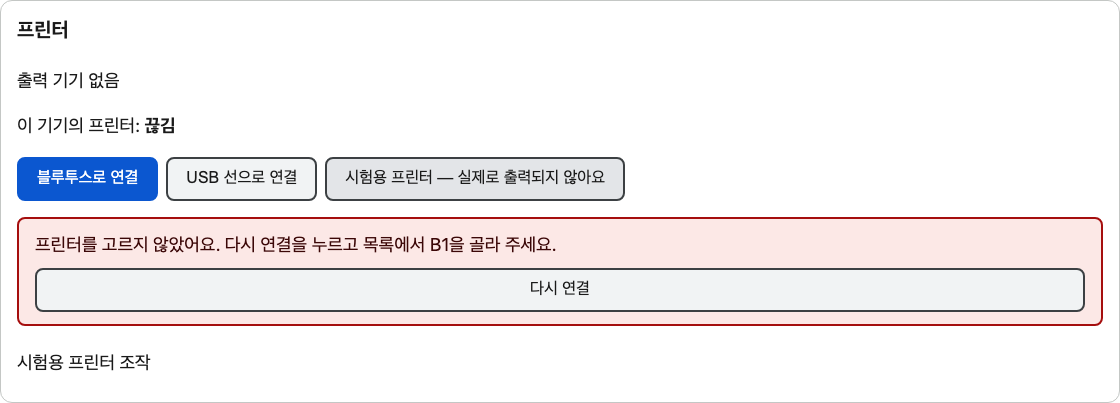 프린터
출력 기기 없음
이 기기의 프린터: 끊김
블루투스로 연결
USB 선으로 연결
시험용 프린터 — 실제로 출력되지 않아요
프린터를 고르지 않았어요. 다시 연결을 누르고 목록에서 B1을 골라 주세요.
다시 연결
시험용 프린터 조작